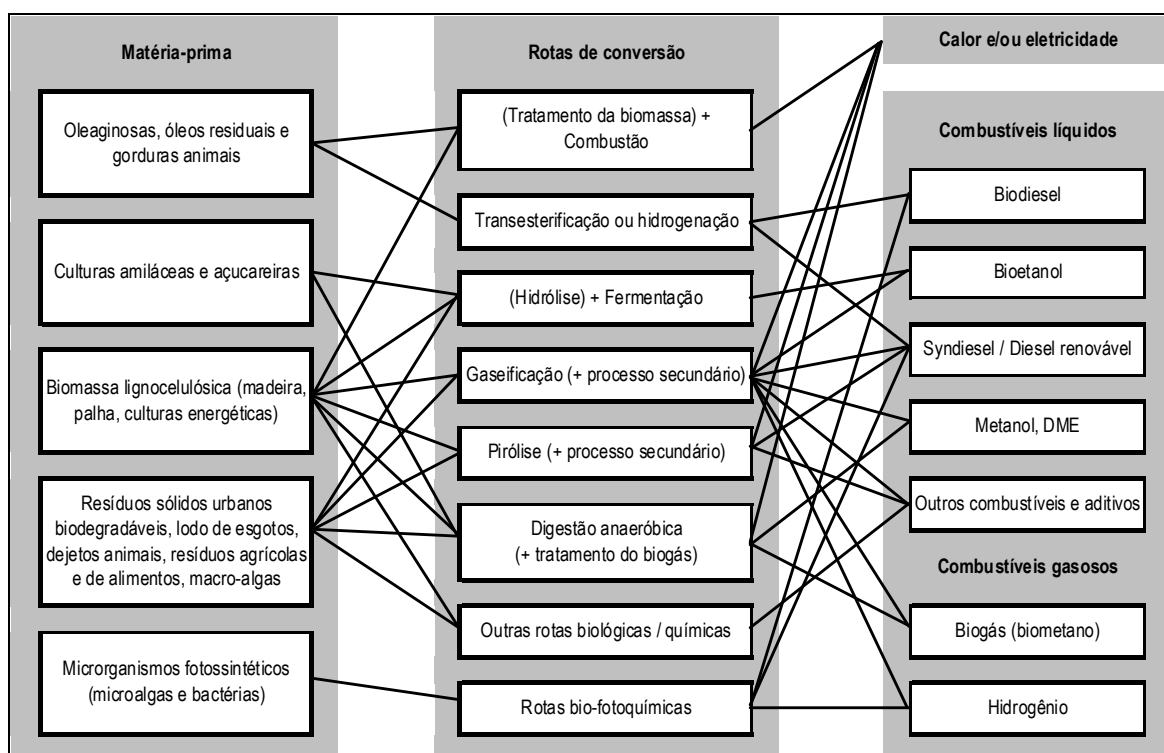 Matéria-prima
Oleaginosas, óleos residuais e
gorduras animais
Culturas amiláceas e açucareiras
Biomassa lignocelulósica (madeira,
palha, culturas energéticas)
Resíduos sólidos urbanos
biodegradáveis, lodo de esgotos,
dejetos animais, resíduos agrícolas
e de alimentos, macro-algas
Microrganismos fotossintéticos
(microalgas e bactérias)
Rotas de conversão
(Tratamento da biomassa) +
Combustão
Transesterificação ou hidrogenação
(Hidrólise) + Fermentação
Gaseificação (+ processo secundário)
Pirólise (+ processo secundário)
Digestão anaeróbica
(+ tratamento do biogás)
Outras rotas biológicas / químicas
Rotas bio-fotoquímicas
Calor e/ou eletricidade
Combustíveis líquidos
Biodiesel
Bioetanol
Syndiesel / Diesel renovável
Metanol, DME
Outros combustíveis e aditivos
Combustíveis gasosos
Biogás (biometano)
Hidrogênio